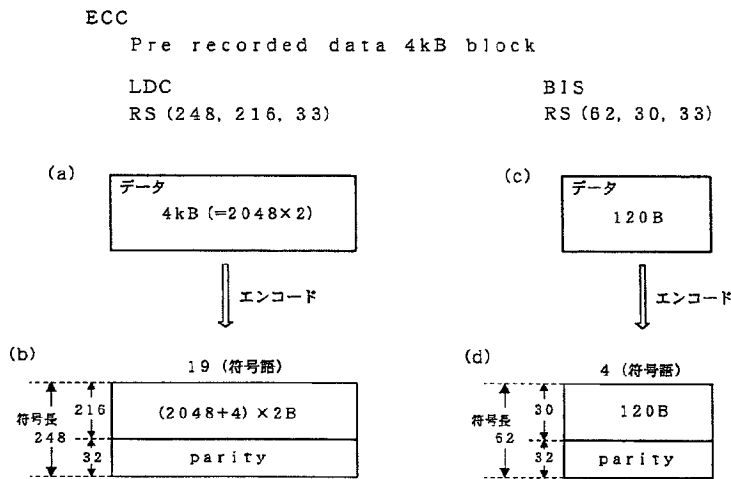 ECC
Pre recorded data 4kB block
LDC
RS (248, 216, 33)
BIS
RS (62, 30, 33)
(a)
データ
4kB (=2048×2)
エンコード
(b)
19 (符号語)
符号長
248
216
(2048+4) ×2B
32
parity
(c)
データ
120B
エンコード
(d)
4 (符号語)
符号長
62
30
120B
32
parity